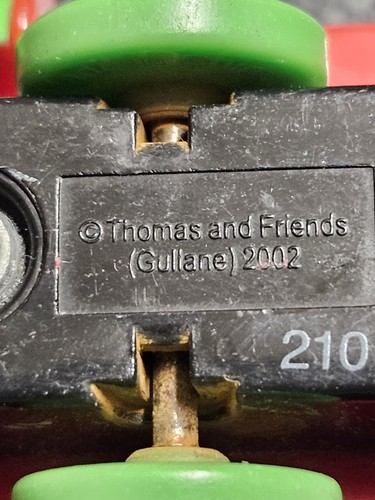 © Thomas and Friends
(Gullane) 2002
210